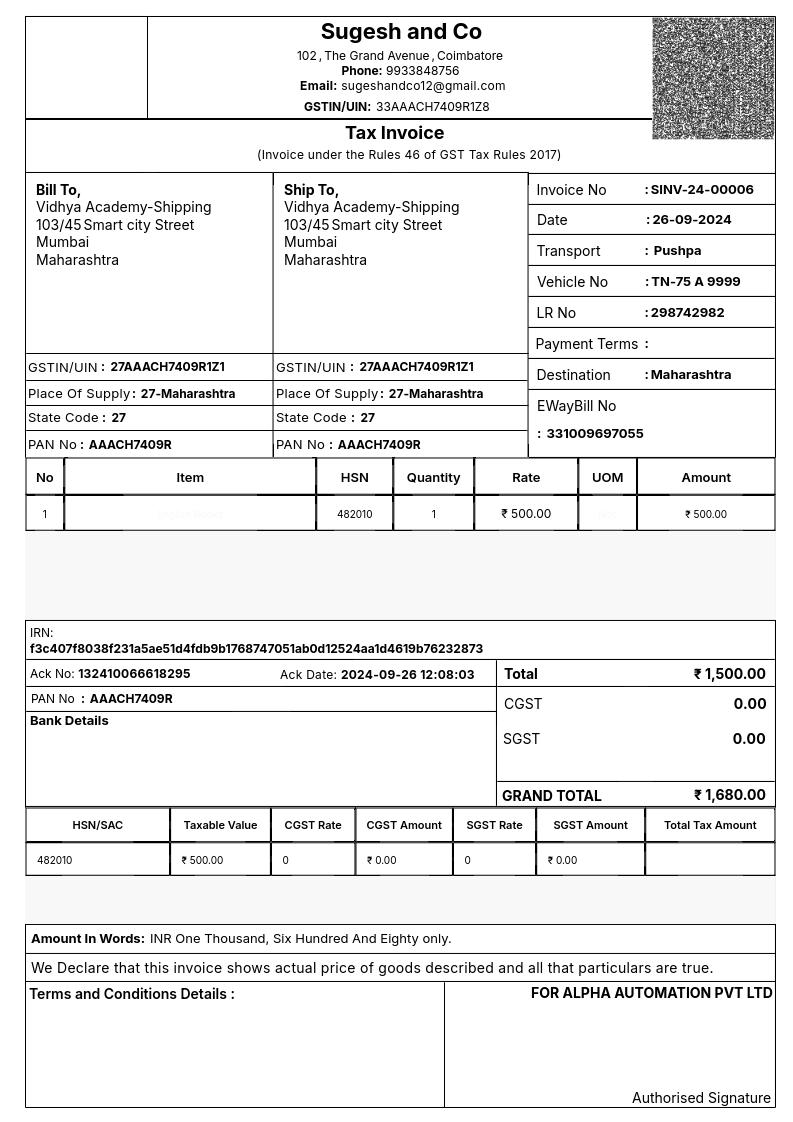 Sugesh and Co
102 , The Grand Avenue , Coimbatore
Phone: 9933848756
Email: sugeshandco12@gmail.com
GSTIN/UIN: 33AAACH7409R1Z8
Tax Invoice
(Invoice under the Rules 46 of GST Tax Rules 2017)
Bill To,
Vidhya Academy-Shipping
103/45 Smart city Street
Mumbai
Maharashtra
GSTIN/UIN : 27AAACH7409R1Z1
Place Of Supply : 27-Maharashtra
State Code : 27
PAN No : AAACH7409R
Ship To,
Vidhya Academy-Shipping
103/45 Smart city Street
Mumbai
Maharashtra
GSTIN/UIN : 27AAACH7409R1Z1
Place Of Supply : 27-Maharashtra
State Code : 27
PAN No : AAACH7409R
Invoice No : SINV-24-00006
Date : 26-09-2024
Transport : Pushpa
Vehicle No : TN-75 A 9999
LR No : 298742982
Payment Terms :
Destination : Maharashtra
EWayBill No
: 331009697055
No Item HSN Quantity Rate UOM Amount
1 482010 1 ₹ 500.00 ₹ 500.00
IRN:
f3c407f8038f231a5ae51d4fdb9b1768747051ab0d12524aa1d4619b76232873
Ack No: 132410066618295 Ack Date: 2024-09-26 12:08:03
PAN No : AAACH7409R
Bank Details
Total ₹ 1,500.00
CGST 0.00
SGST 0.00
GRAND TOTAL ₹ 1,680.00
HSN/SAC Taxable Value CGST Rate CGST Amount SGST Rate SGST Amount Total Tax Amount
482010 ₹ 500.00 0 ₹ 0.00 0 ₹ 0.00
Amount In Words: INR One Thousand, Six Hundred And Eighty only.
We Declare that this invoice shows actual price of goods described and all that particulars are true.
Terms and Conditions Details :
FOR ALPHA AUTOMATION PVT LTD
Authorised Signature